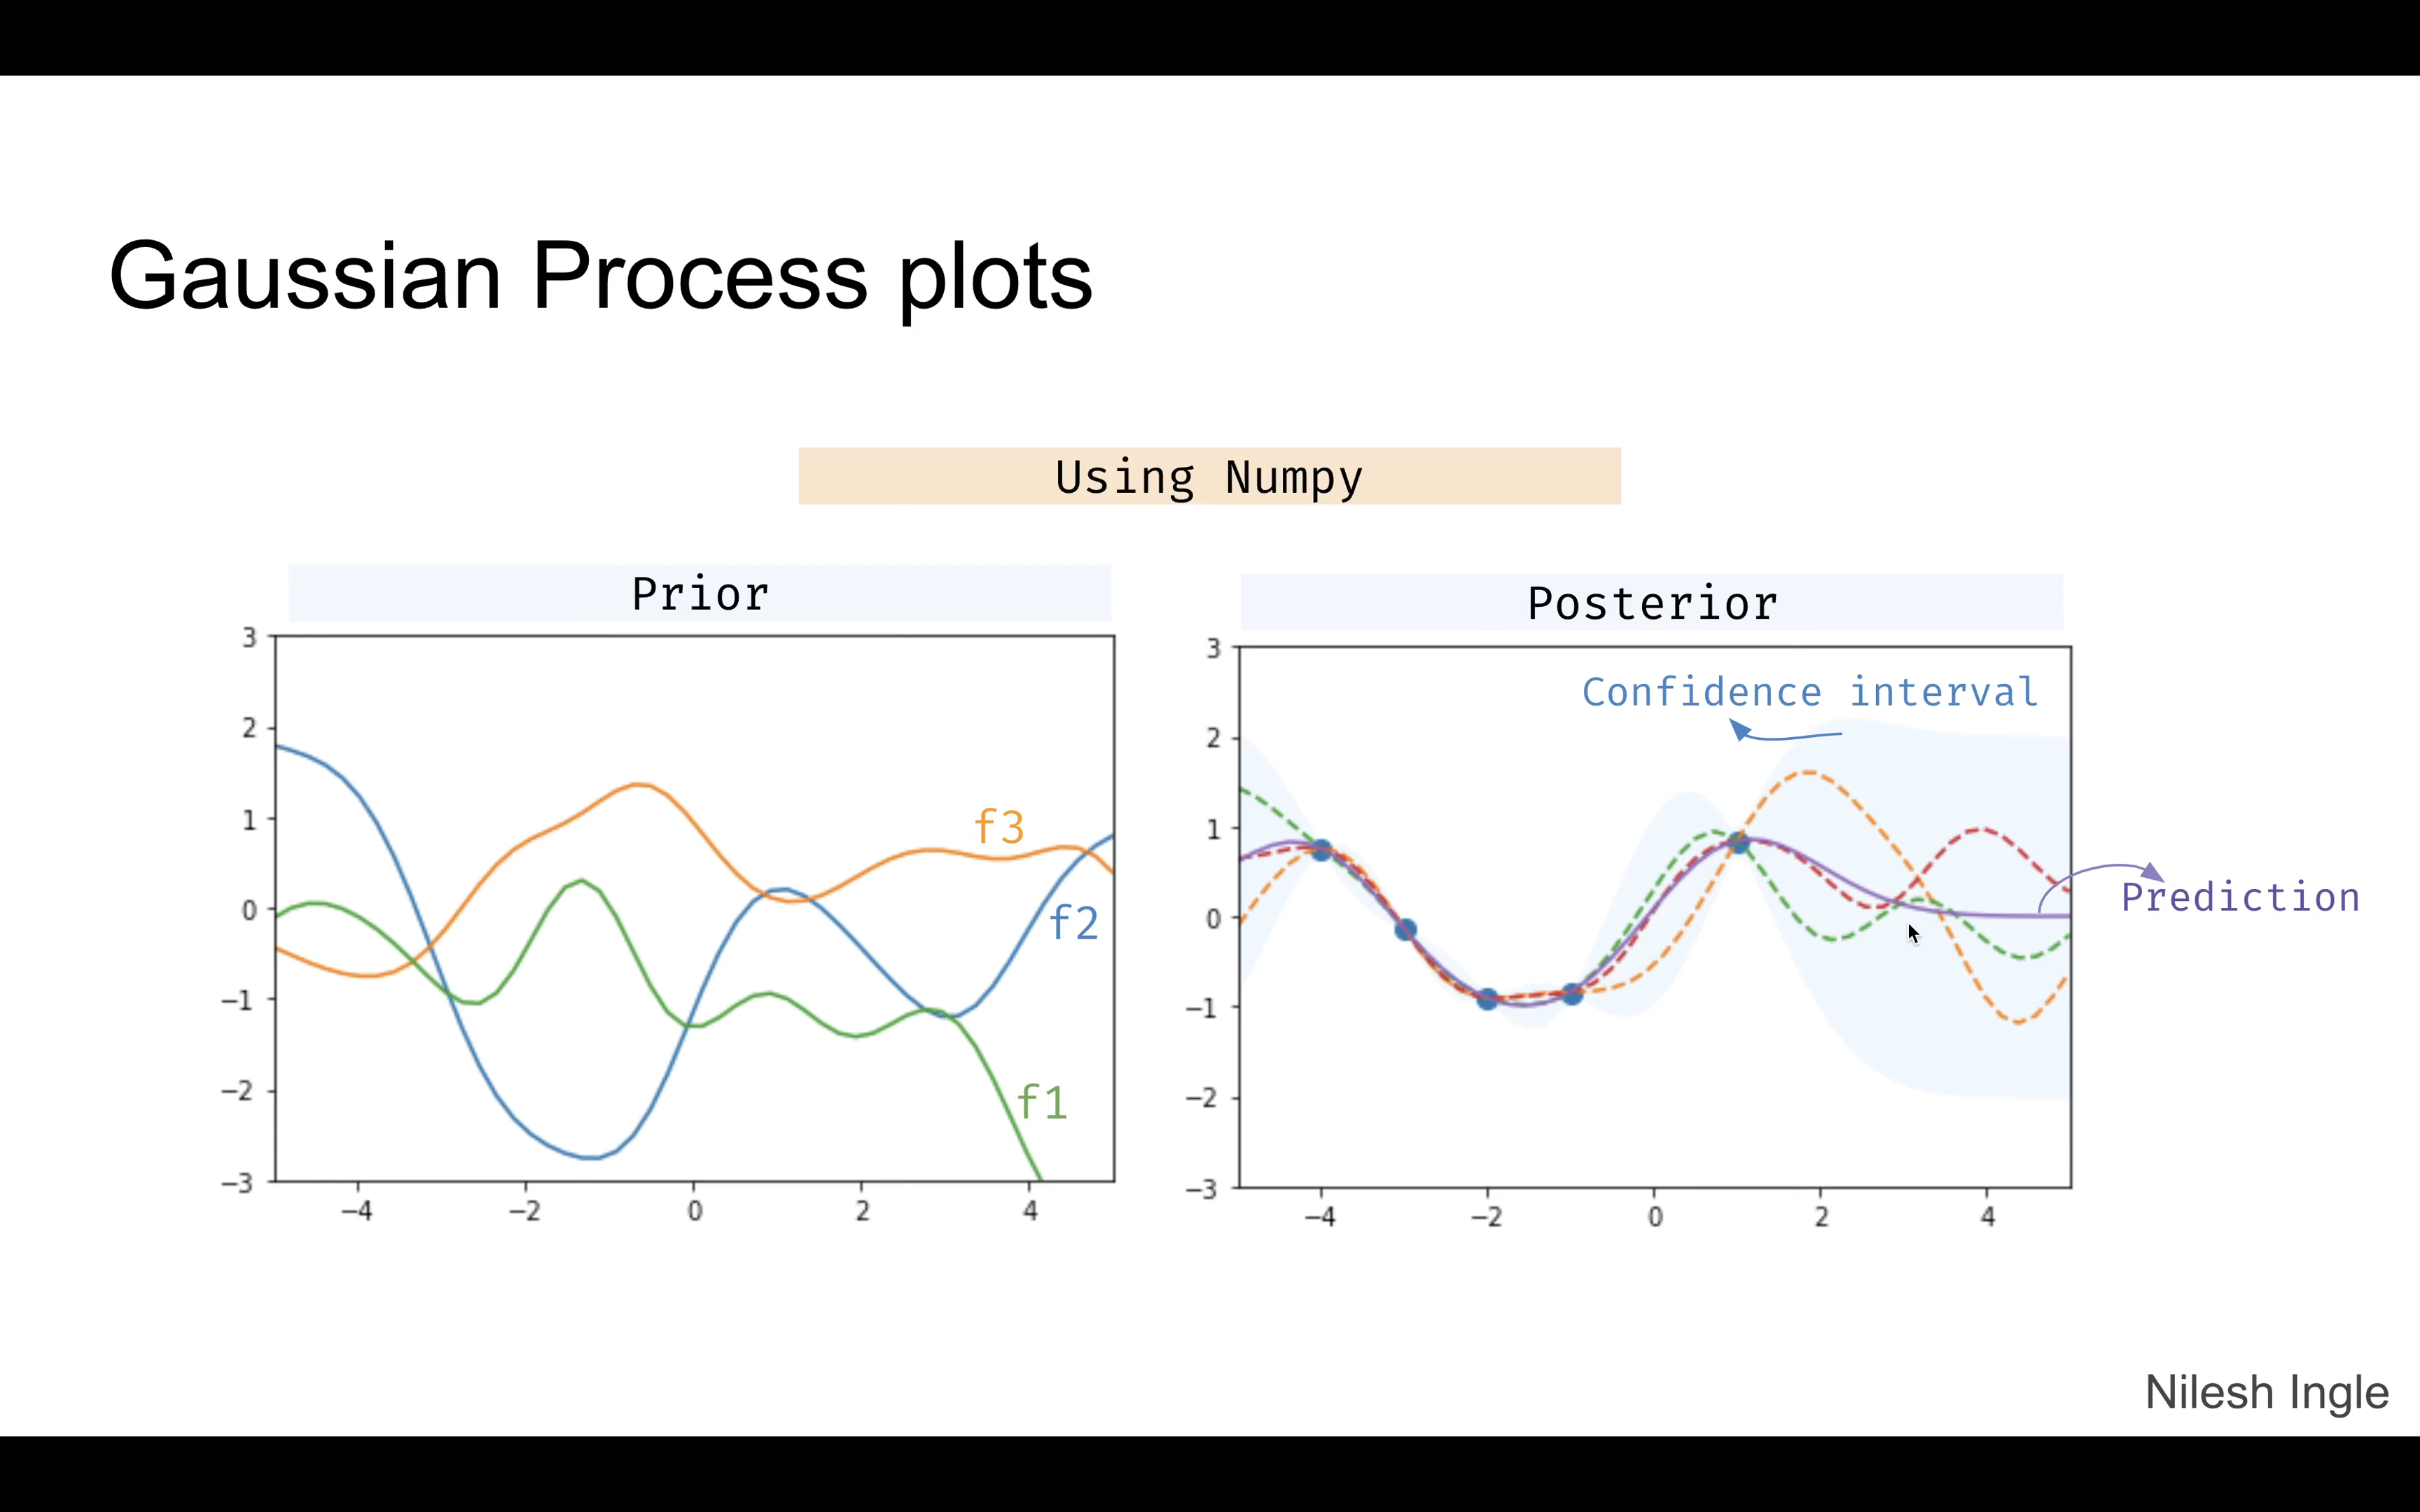 Gaussian Process plots
Using Numpy
Prior
3
2
1
0
−1
−2
−3
−4
−2
0
2
4
f3
f2
f1
Posterior
3
2
1
0
−1
−2
−3
−4
−2
0
2
4
Confidence interval
Prediction
Nilesh Ingle